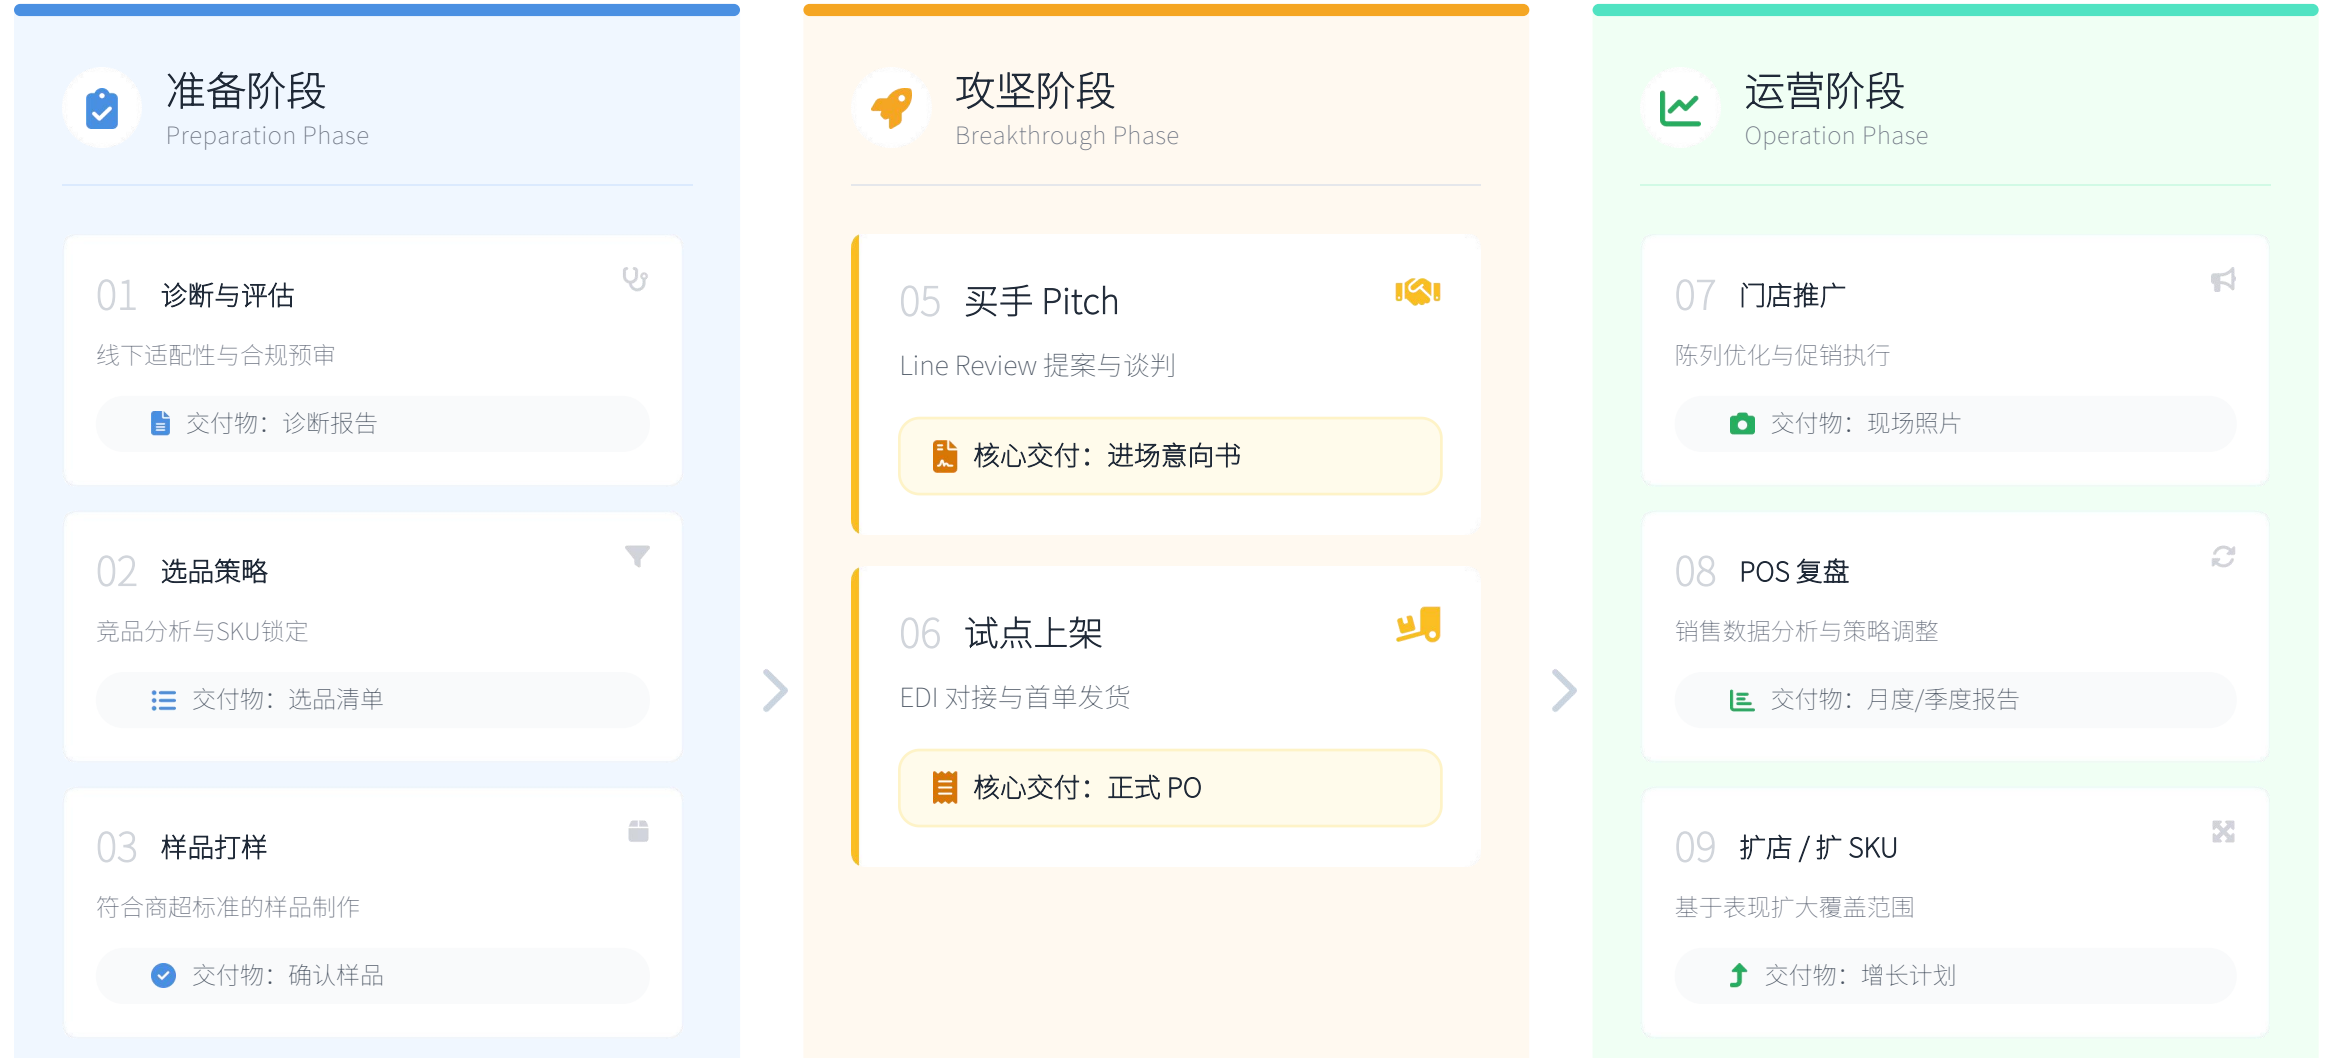 准备阶段
Preparation Phase
01 诊断与评估
线下适配性与合规预审
交付物：诊断报告
02 选品策略
竞品分析与SKU锁定
交付物：选品清单
03 样品打样
符合商超标准的样品制作
交付物：确认样品
攻坚阶段
Breakthrough Phase
05 买手 Pitch
Line Review 提案与谈判
核心交付：进场意向书
06 试点上架
EDI 对接与首单发货
核心交付：正式 PO
运营阶段
Operation Phase
07 门店推广
陈列优化与促销执行
交付物：现场照片
08 POS 复盘
销售数据分析与策略调整
交付物：月度/季度报告
09 扩店 / 扩 SKU
基于表现扩大覆盖范围
交付物：增长计划